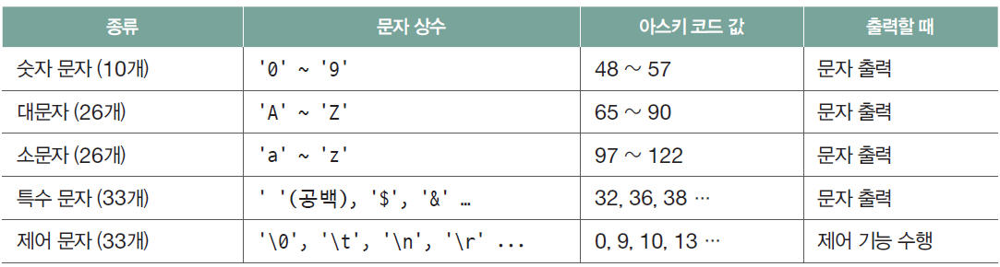 종류 문자 상수 아스키 코드 값 출력할 때
숫자 문자 (10개) '0' ~ '9' 48 ~ 57 문자 출력
대문자 (26개) 'A' ~ 'Z' 65 ~ 90 문자 출력
소문자 (26개) 'a' ~ 'z' 97 ~ 122 문자 출력
특수 문자 (33개) ' '(공백), '$', '&' … 32, 36, 38 … 문자 출력
제어 문자 (33개) '\0', '\t', '\n', '\r' ... 0, 9, 10, 13 … 제어 기능 수행